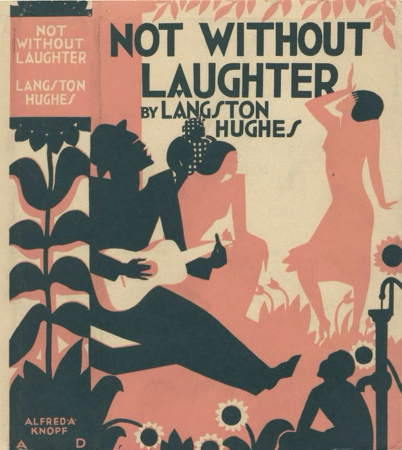 NOT
WITHOUT
LAUGHTER
LANGSTON
HUGHES
ALFRED·A·
KNOPF
NOT WITHOUT
LAUGHTER
BY LANGSTON
HUGHES